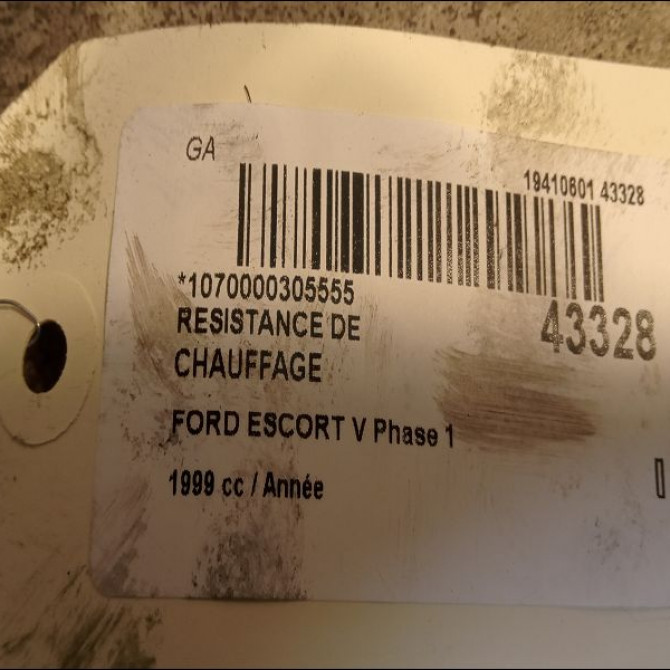 GA
19410601 43328
*1070000305555
43328
RESISTANCE DE
CHAUFFAGE
FORD ESCORT V Phase 1
1999 cc / Année